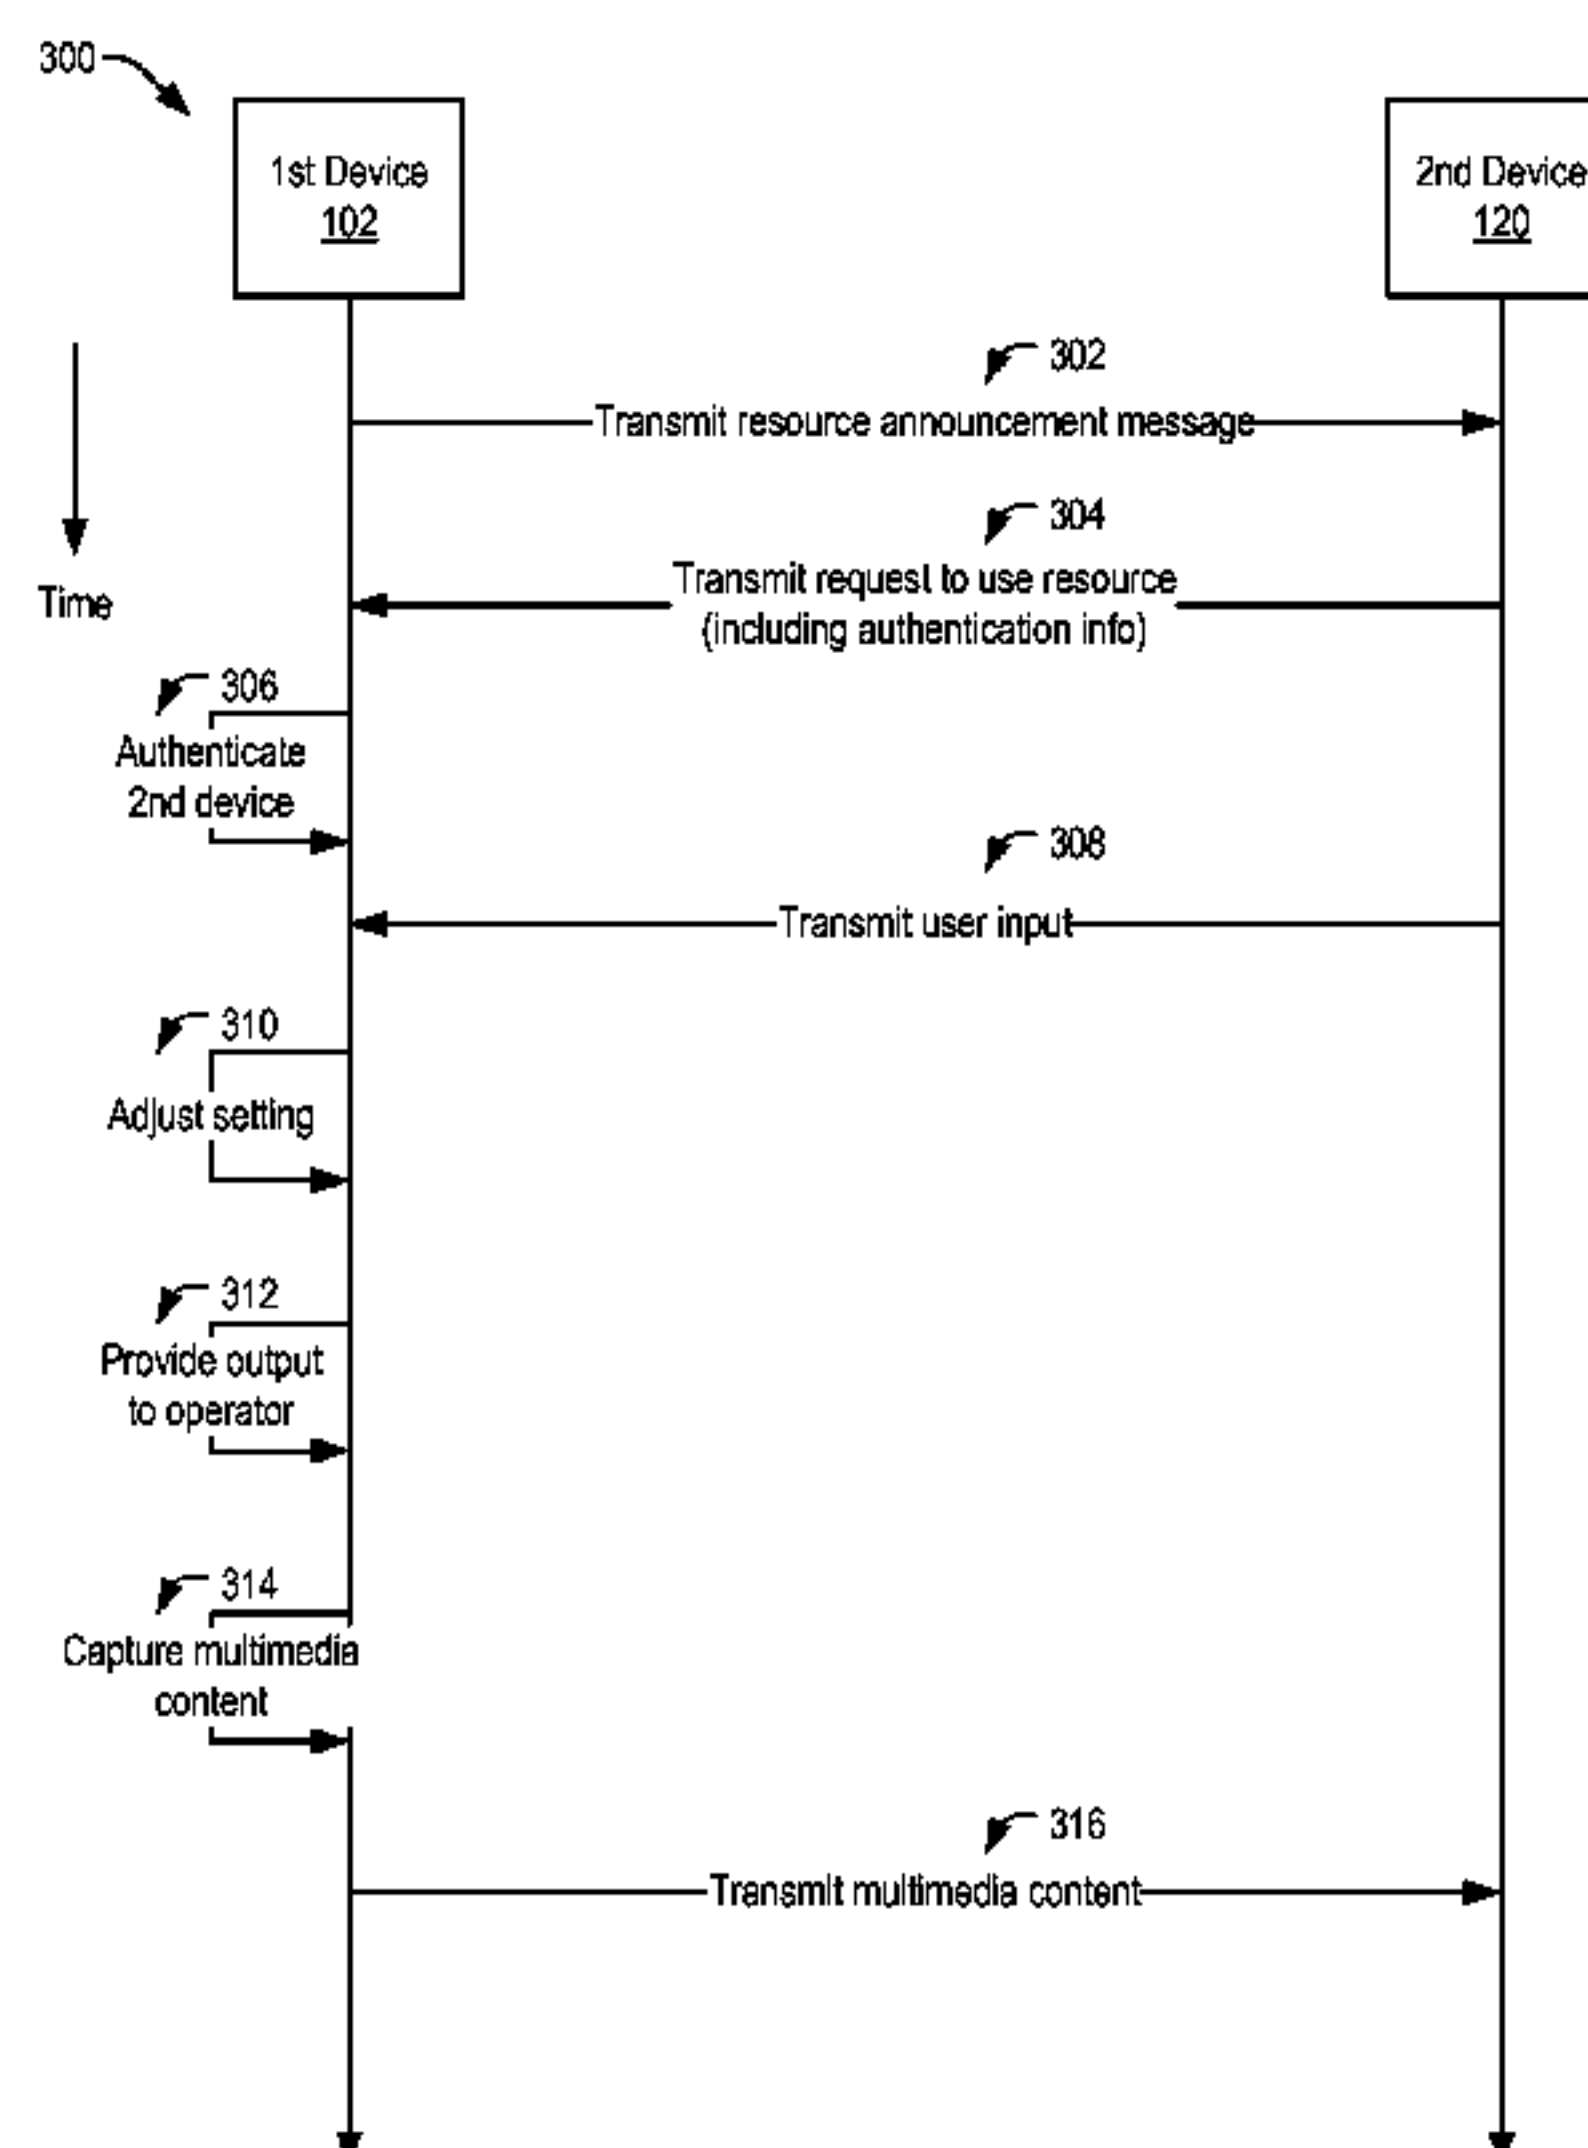 300
1st Device
102
2nd Device
120
302
Transmit resource announcement message
304
Transmit request to use resource
(including authentication info)
Time
306
Authenticate
2nd device
308
Transmit user input
310
Adjust setting
312
Provide output
to operator
314
Capture multimedia
content
316
Transmit multimedia content